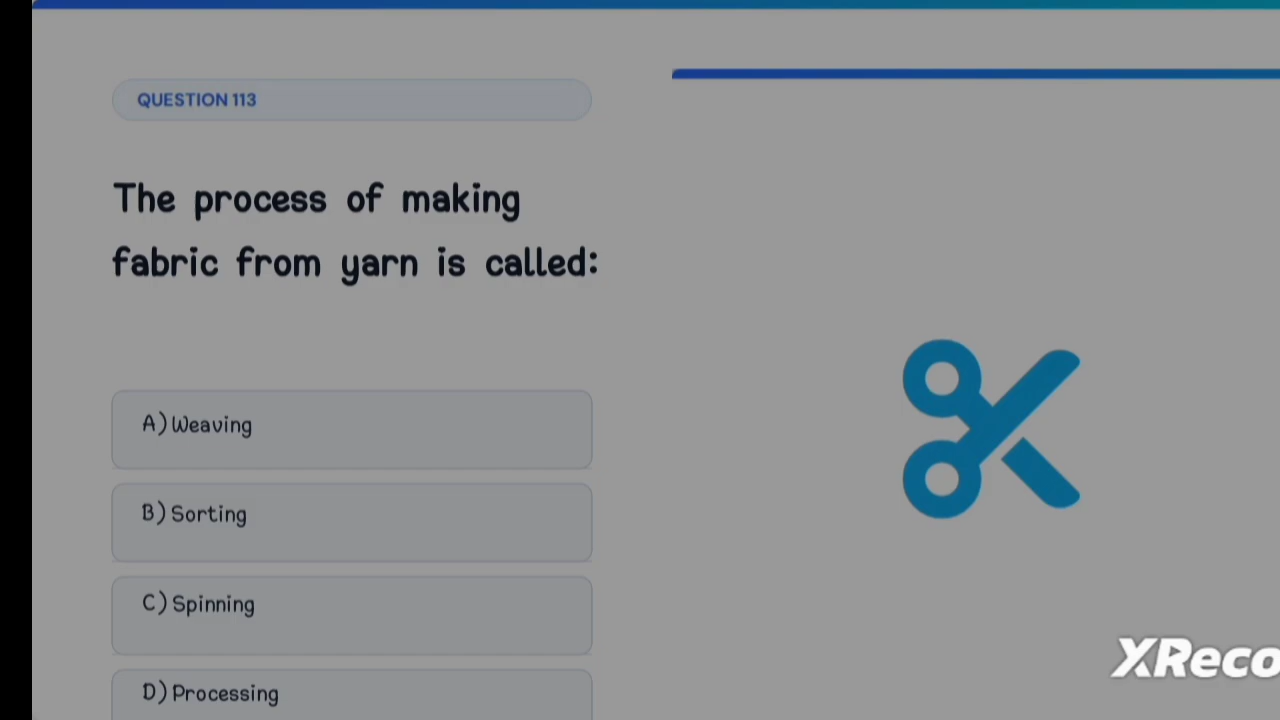 QUESTION 113
The process of making
fabric from yarn is called:
A) Weaving
B) Sorting
C) Spinning
D) Processing
XReco